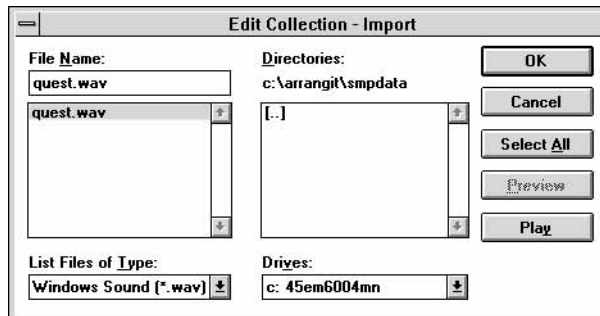 Edit Collection - Import
File Name:
quest.wav
quest.wav
List Files of Type:
Windows Sound (*.wav)
Directories:
c:\arrangit\smpdata
[..]
Drives:
c: 45em6004mn
OK
Cancel
Select All
Preview
Play